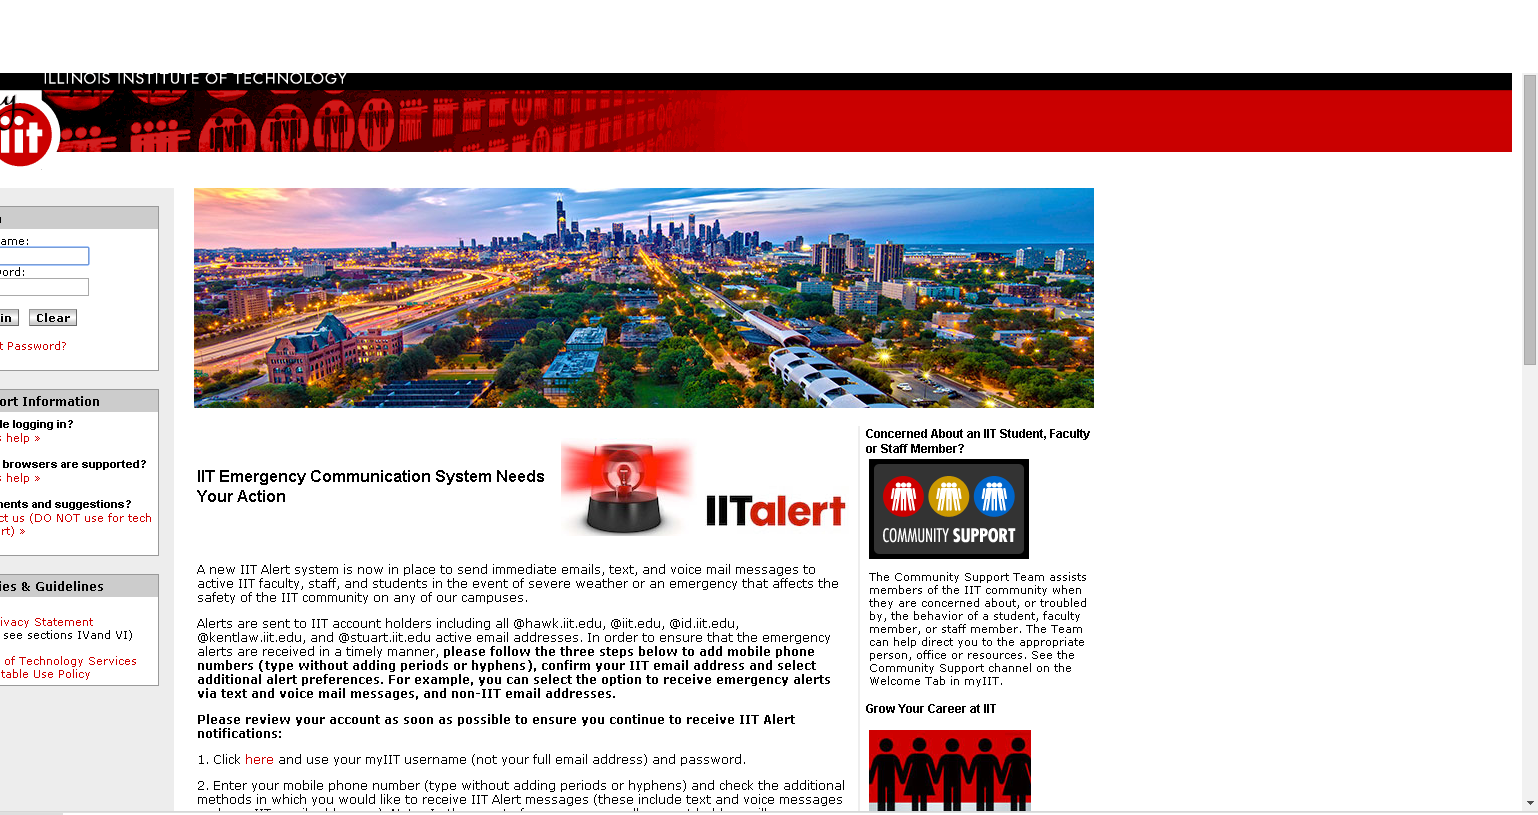 ILLINOIS INSTITUTE OF TECHNOLOGY
my
iit
ame:
ord:
in
Clear
t Password?
ort Information
le logging in?
s help »
browsers are supported?
s help »
ments and suggestions?
ct us (DO NOT use for tech
rt) »
ies & Guidelines
ivacy Statement
see sections IVand VI)
of Technology Services
table Use Policy
IIT Emergency Communication System Needs
Your Action
IITalert
A new IIT Alert system is now in place to send immediate emails, text, and voice mail messages to
active IIT faculty, staff, and students in the event of severe weather or an emergency that affects the
safety of the IIT community on any of our campuses.
Alerts are sent to IIT account holders including all @hawk.iit.edu, @iit.edu, @id.iit.edu,
@kentlaw.iit.edu, and @stuart.iit.edu active email addresses. In order to ensure that the emergency
alerts are received in a timely manner, please follow the three steps below to add mobile phone
numbers (type without adding periods or hyphens), confirm your IIT email address and select
additional alert preferences. For example, you can select the option to receive emergency alerts
via text and voice mail messages, and non-IIT email addresses.
Please review your account as soon as possible to ensure you continue to receive IIT Alert
notifications:
1. Click here and use your myIIT username (not your full email address) and password.
2. Enter your mobile phone number (type without adding periods or hyphens) and check the additional
methods in which you would like to receive IIT Alert messages (these include text and voice messages
Concerned About an IIT Student, Faculty
or Staff Member?
COMMUNITY SUPPORT
The Community Support Team assists
members of the IIT community when
they are concerned about, or troubled
by, the behavior of a student, faculty
member, or staff member. The Team
can help direct you to the appropriate
person, office or resources. See the
Community Support channel on the
Welcome Tab in myIIT.
Grow Your Career at IIT